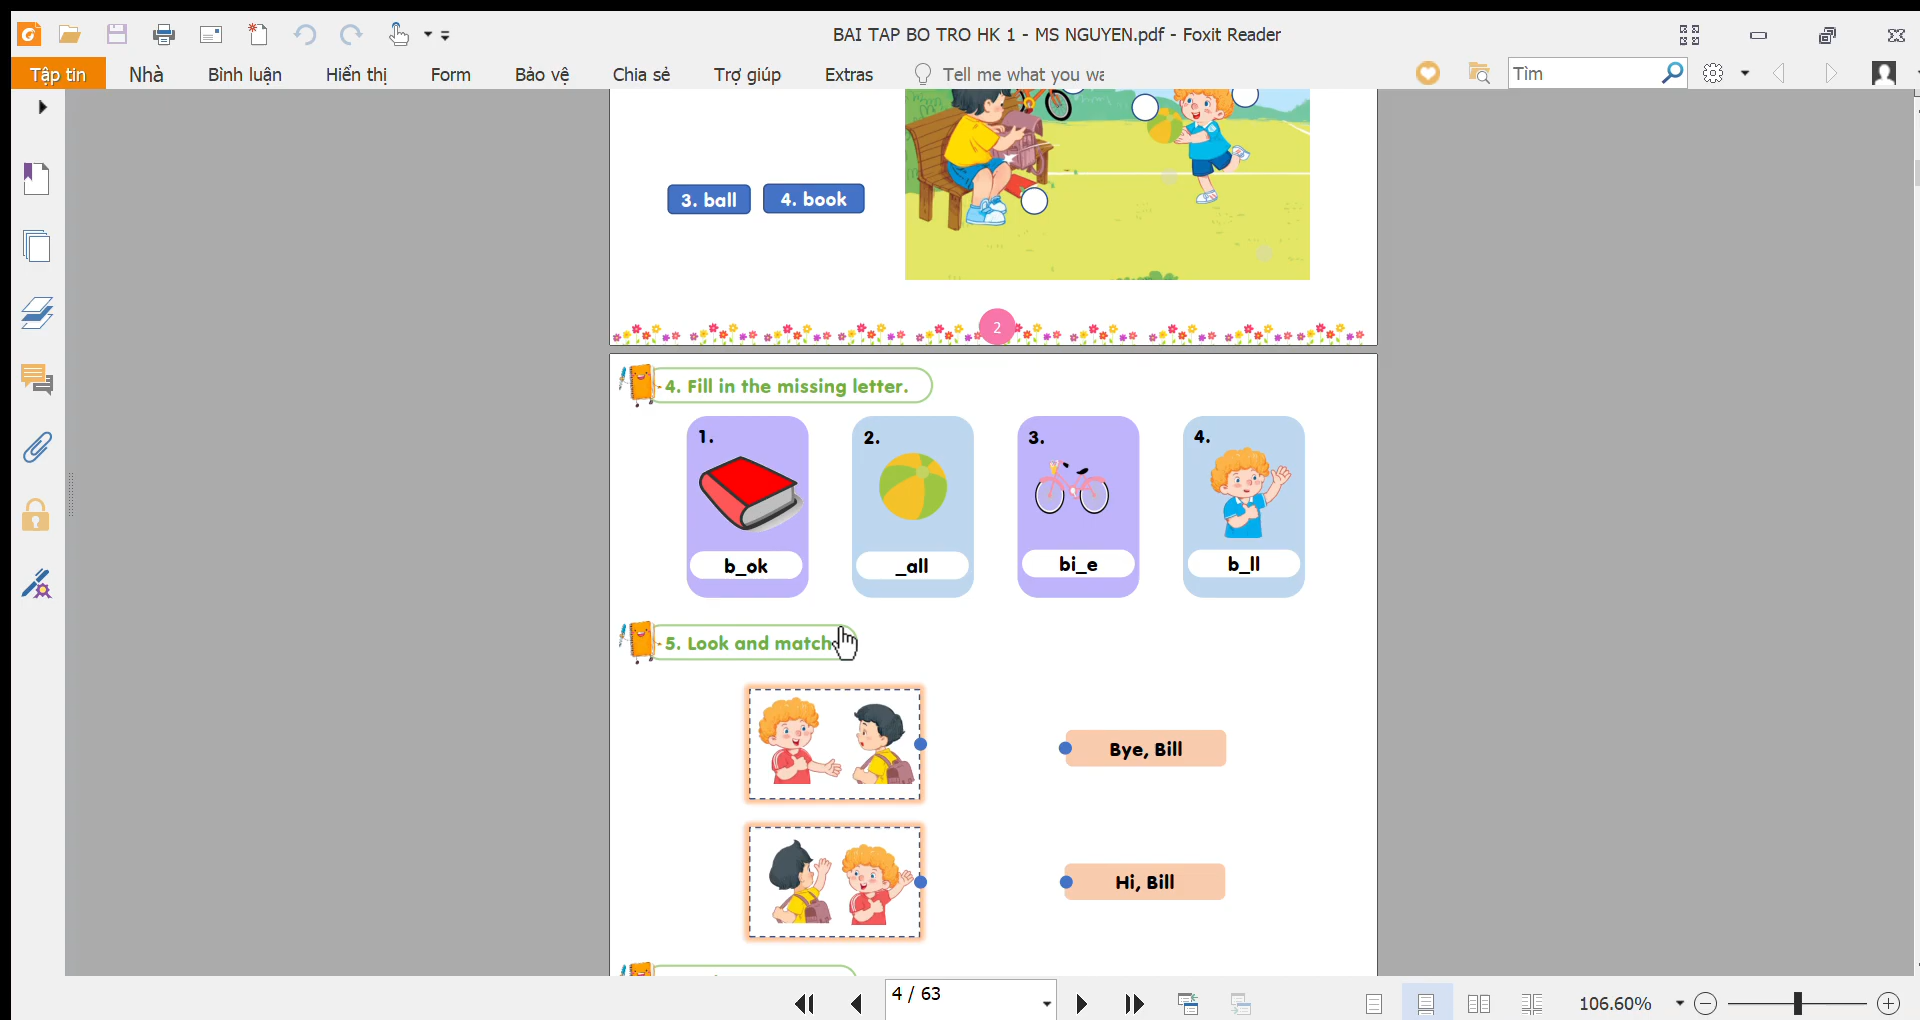 BAI TAP BO TRO HK 1 - MS NGUYEN.pdf - Foxit Reader
Tập tin Nhà Bình luận Hiển thị Form Bảo vệ Chia sẻ Trợ giúp Extras Tell me what you wa Tìm
3. ball 4. book
2
4. Fill in the missing letter.
1. 2. 3. 4.
b_ok _all bi_e b_ll
5. Look and match
Bye, Bill
Hi, Bill
4 / 63 106.60%